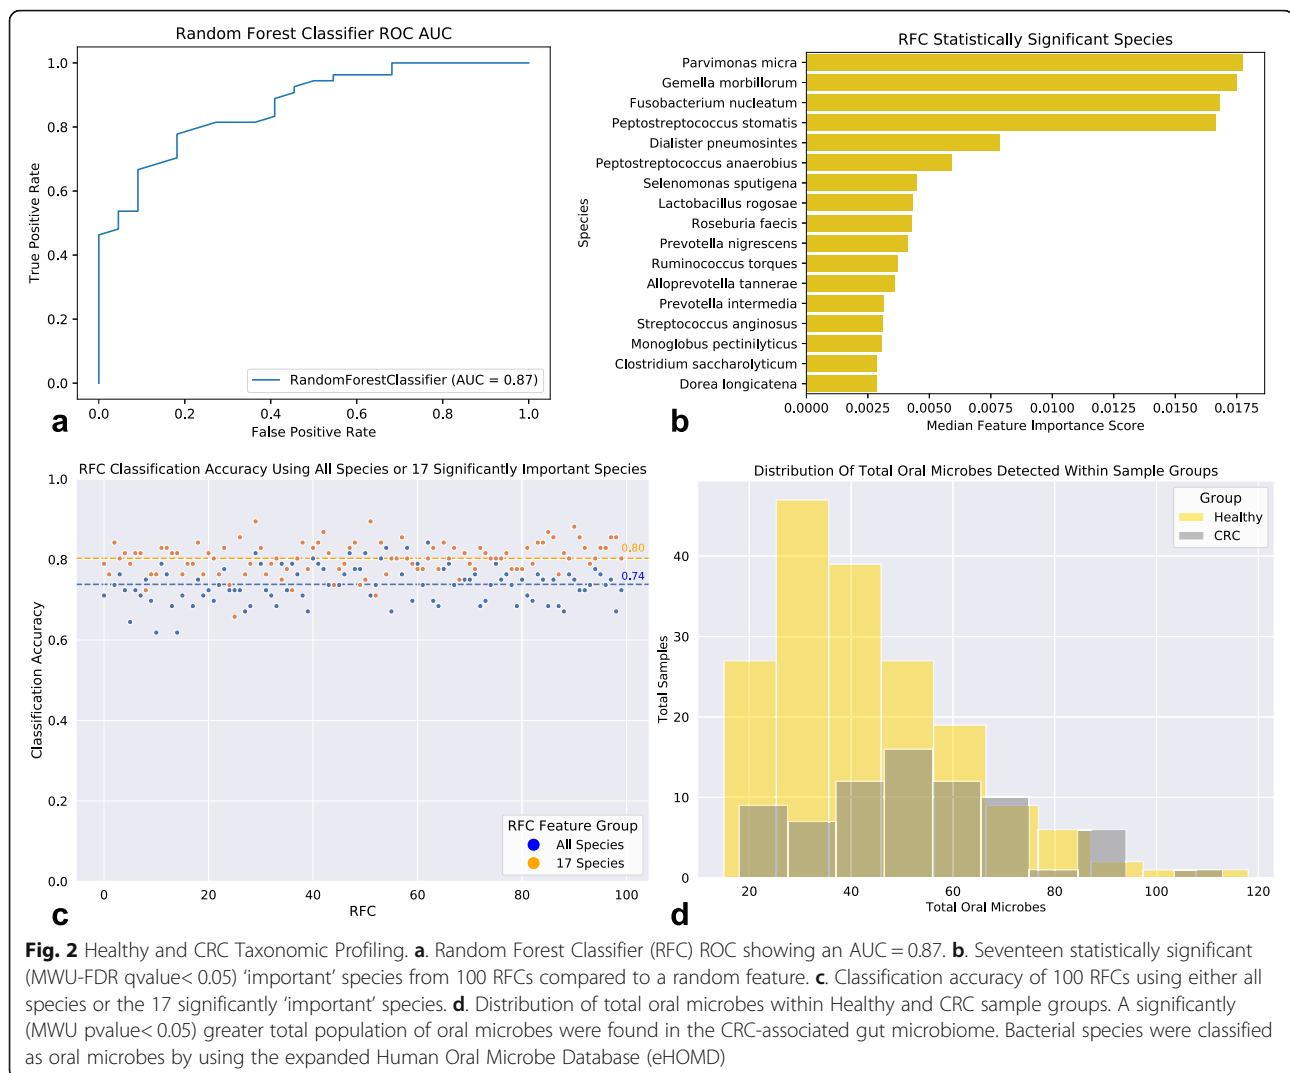 Random Forest Classifier ROC AUC
True Positive Rate
1.0
0.8
0.6
0.4
0.2
0.0
RandomForestClassifier (AUC = 0.87)
0.0 0.2 0.4 0.6 0.8 1.0
False Positive Rate
a
RFC Statistically Significant Species
Species
Parvimonas micra
Gemella morbillorum
Fusobacterium nucleatum
Peptostreptococcus stomatis
Dialister pneumosintes
Peptostreptococcus anaerobius
Selenomonas sputigena
Lactobacillus rogosae
Roseburia faecis
Prevotella nigrescens
Ruminococcus torques
Alloprevotella tannerae
Prevotella intermedia
Streptococcus anginosus
Monoglobus pectinilyticus
Clostridium saccharolyticum
Dorea longicatena
0.0000 0.0025 0.0050 0.0075 0.0100 0.0125 0.0150 0.0175
Median Feature Importance Score
b
RFC Classification Accuracy Using All Species or 17 Significantly Important Species
Classification Accuracy
1.0
0.8
0.6
0.4
0.2
0.0
0.80
0.74
RFC Feature Group
All Species
17 Species
0 20 40 60 80 100
RFC
c
Distribution Of Total Oral Microbes Detected Within Sample Groups
Total Samples
40
30
20
10
0
Group
Healthy
CRC
20 40 60 80 100 120
Total Oral Microbes
d
Fig. 2 Healthy and CRC Taxonomic Profiling. a. Random Forest Classifier (RFC) ROC showing an AUC = 0.87. b. Seventeen statistically significant
(MWU-FDR qvalue< 0.05) ‘important’ species from 100 RFCs compared to a random feature. c. Classification accuracy of 100 RFCs using either all
species or the 17 significantly ‘important’ species. d. Distribution of total oral microbes within Healthy and CRC sample groups. A significantly
(MWU pvalue< 0.05) greater total population of oral microbes were found in the CRC-associated gut microbiome. Bacterial species were classified
as oral microbes by using the expanded Human Oral Microbe Database (eHOMD)